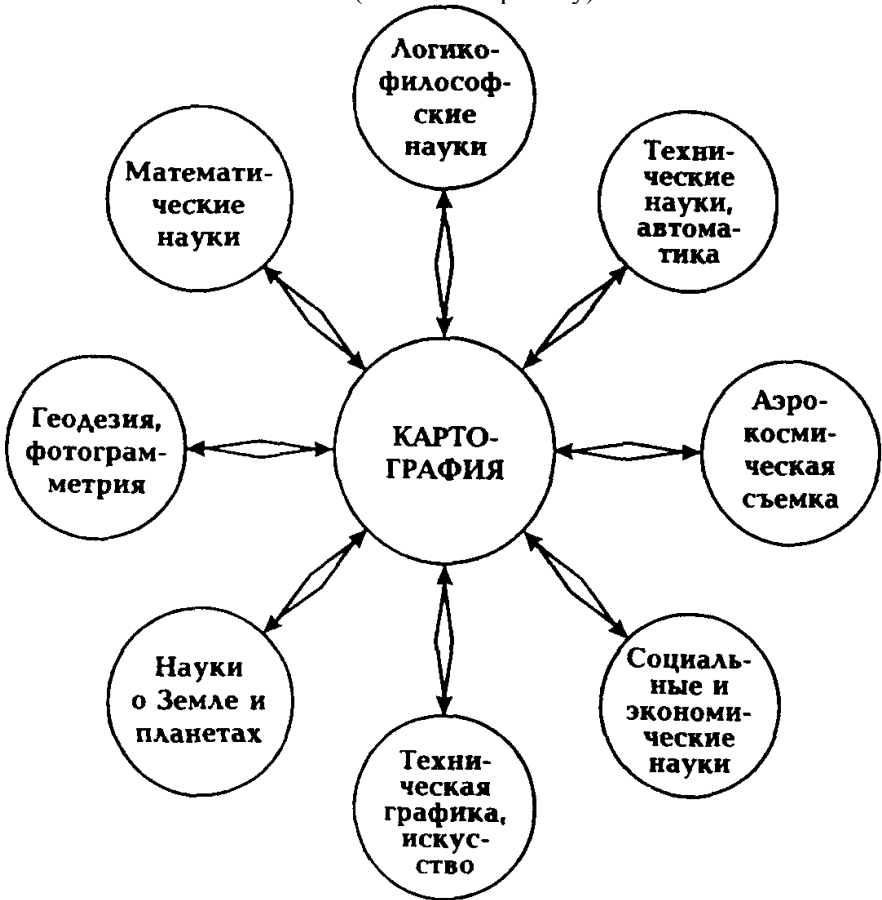 Логико-
философ-
ские
науки
Математи-
ческие
науки
Техни-
ческие
науки,
автома-
тика
Геодезия,
фотограм-
метрия
КАРТО-
ГРАФИЯ
Аэро-
косми-
ческая
съемка
Науки
о Земле и
планетах
Техни-
ческая
графика,
искус-
ство
Социаль-
ные и
экономи-
ческие
науки